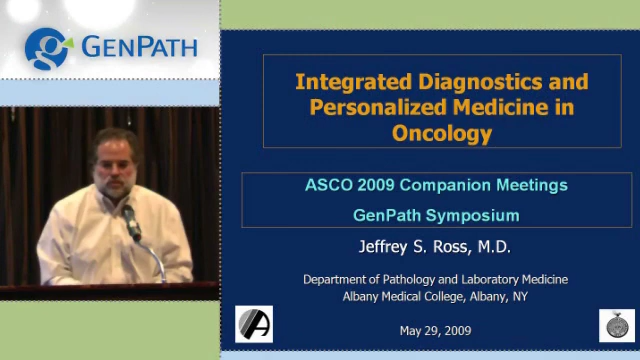 GENPATH
Integrated Diagnostics and
Personalized Medicine in
Oncology
ASCO 2009 Companion Meetings
GenPath Symposium
Jeffrey S. Ross, M.D.
Department of Pathology and Laboratory Medicine
Albany Medical College, Albany, NY
May 29, 2009